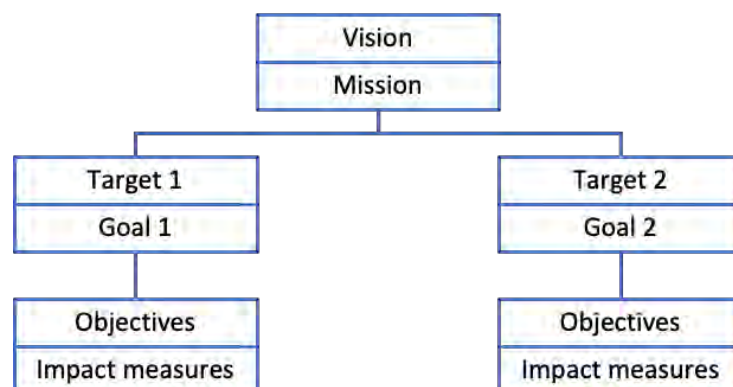 Vision
Mission
Target 1
Goal 1
Target 2
Goal 2
Objectives
Impact measures
Objectives
Impact measures